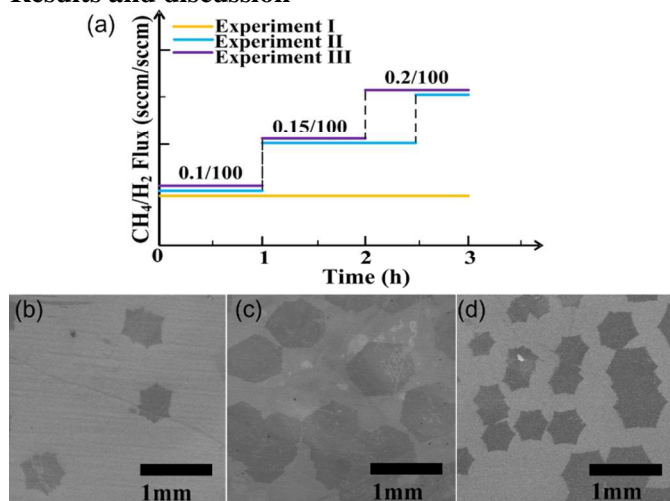 Results and discussion
(a)
Experiment I
Experiment II
Experiment III
CH₄/H₂ Flux (sccm/sccm)
0.1/100
0.15/100
0.2/100
0 1 2 3
Time (h)
(b) (c) (d)
1mm 1mm 1mm